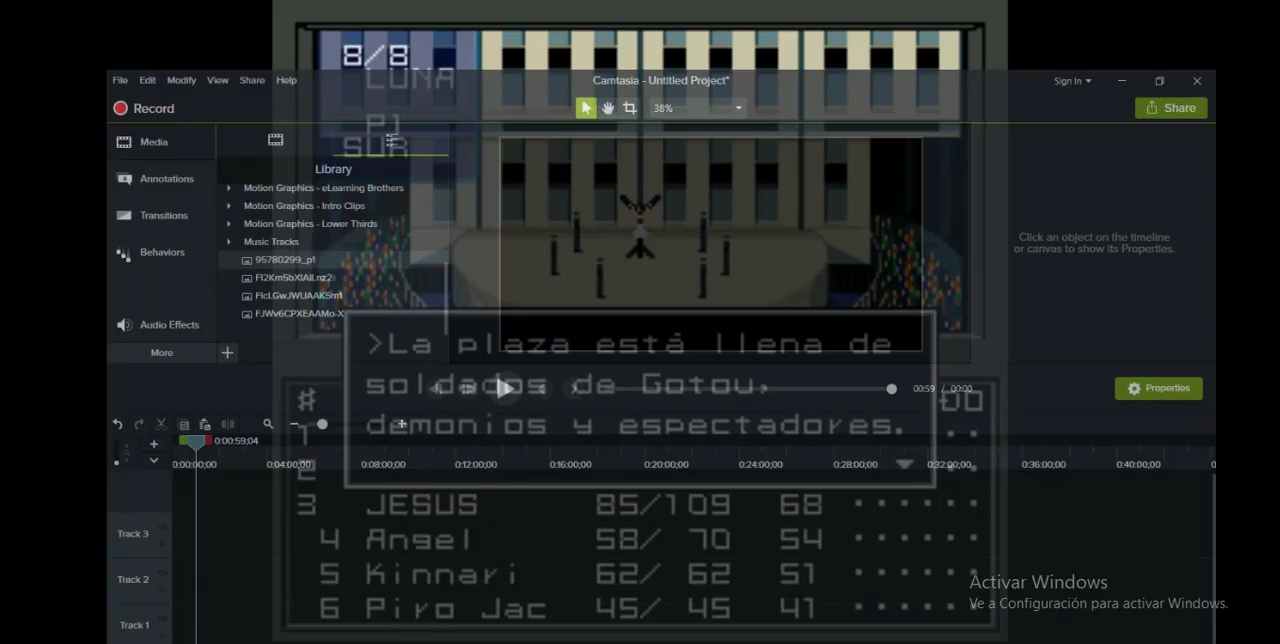 8/8
LUNA
File Edit Modify View Share Help
Camtasia - Untitled Project*
Sign In
Record
38%
Share
P1
SUR
Media
Library
Annotations
Motion Graphics - eLearning Brothers
Motion Graphics - Intro Clips
Transitions
Motion Graphics - Lower Thirds
Music Tracks
Behaviors
95780299_p1
Click an object on the timeline
or canvas to show its Properties.
Audio Effects
More
>La plaza está llena de
soldados de Gotou,
demonios y espectadores.
00:59 / 00:00
Properties
#
0:00:59;04
0:00:00;00 0:04:00;00 0:08:00;00 0:12:00;00 0:16:00;00 0:20:00;00 0:24:00;00 0:28:00;00 0:32:00;00 0:36:00;00 0:40:00;00
1
2
3 JESUS 85/109 68
4 Angel 58/ 70 54
5 Kinnari 62/ 62 51
6 Piro Jac 45/ 45 41
Track 3
Track 2
Track 1
Activar Windows
Ve a Configuración para activar Windows.